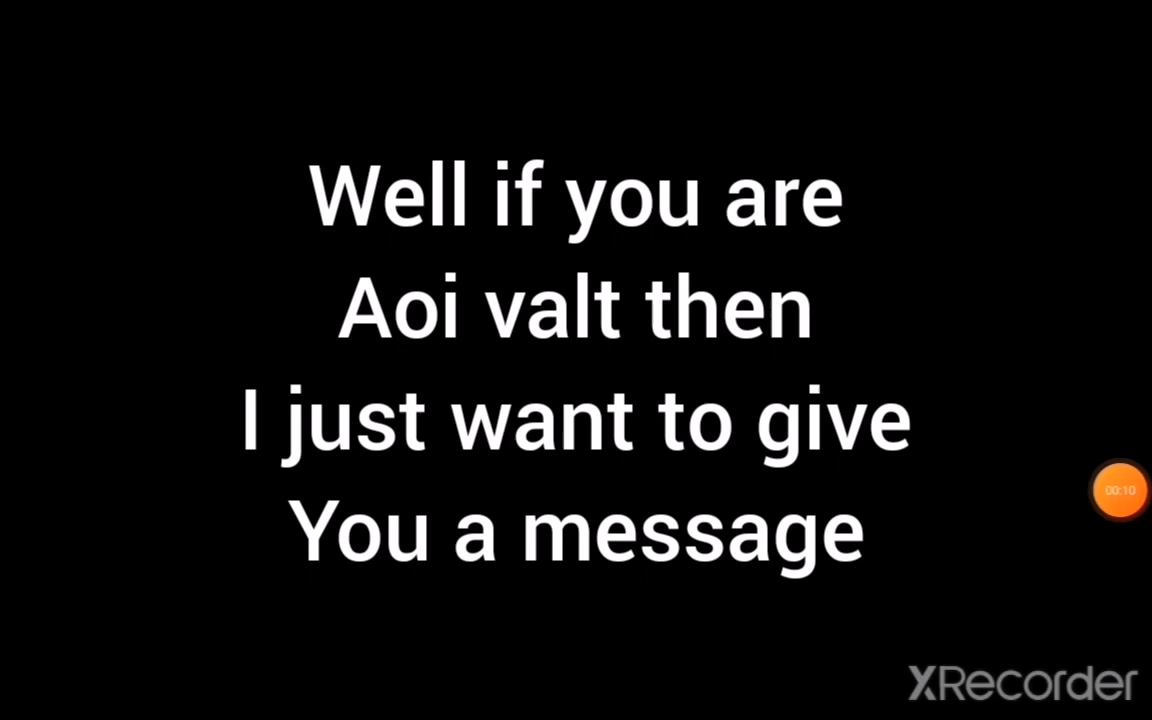 Well if you are
Aoi valt then
I just want to give
You a message
00:10
XRecorder